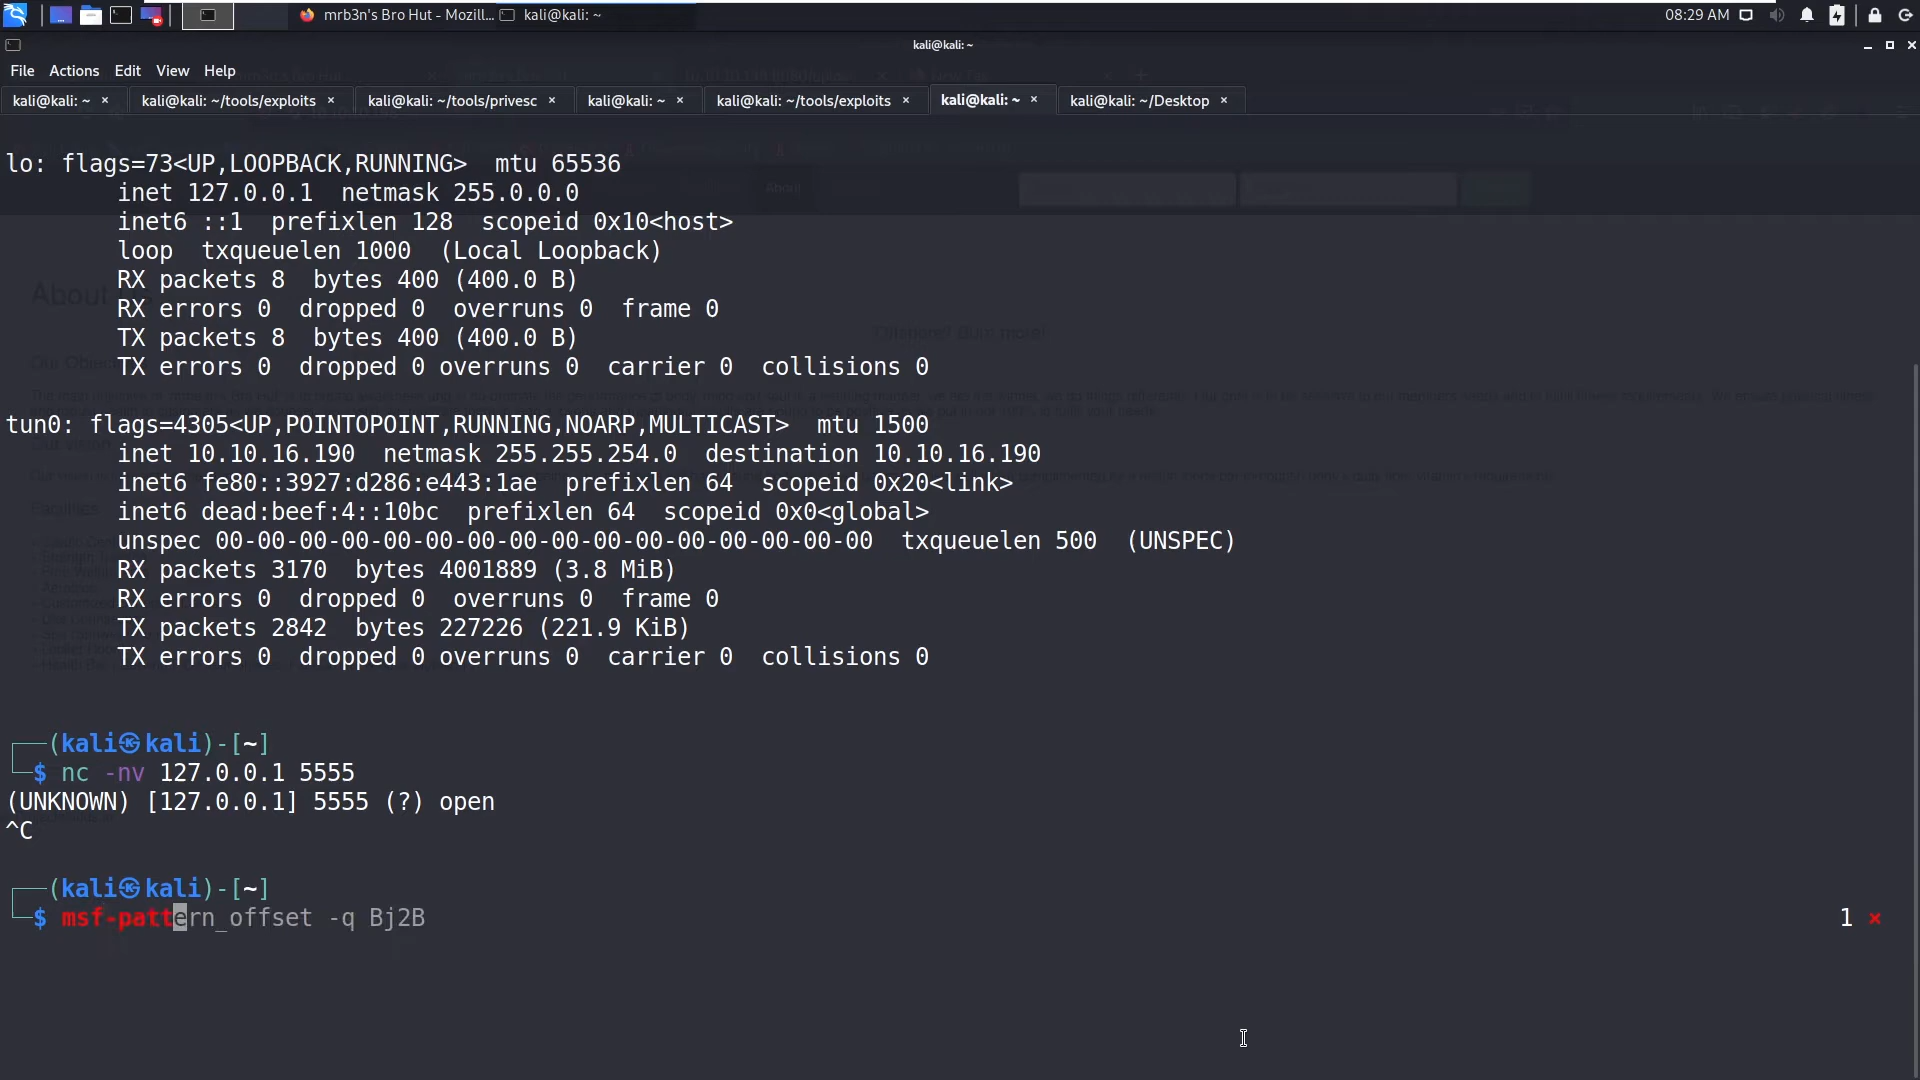 mrb3n's Bro Hut - Mozill... kali@kali: ~ 08:29 AM
kali@kali: ~
File Actions Edit View Help
kali@kali: ~ × kali@kali: ~/tools/exploits × kali@kali: ~/tools/privesc × kali@kali: ~ × kali@kali: ~/tools/exploits × kali@kali: ~ × kali@kali: ~/Desktop ×
lo: flags=73<UP,LOOPBACK,RUNNING> mtu 65536
inet 127.0.0.1 netmask 255.0.0.0
inet6 ::1 prefixlen 128 scopeid 0x10<host>
loop txqueuelen 1000 (Local Loopback)
RX packets 8 bytes 400 (400.0 B)
RX errors 0 dropped 0 overruns 0 frame 0
TX packets 8 bytes 400 (400.0 B)
TX errors 0 dropped 0 overruns 0 carrier 0 collisions 0
tun0: flags=4305<UP,POINTOPOINT,RUNNING,NOARP,MULTICAST> mtu 1500
inet 10.10.16.190 netmask 255.255.254.0 destination 10.10.16.190
inet6 fe80::3927:d286:e443:1ae prefixlen 64 scopeid 0x20<link>
inet6 dead:beef:4::10bc prefixlen 64 scopeid 0x0<global>
unspec 00-00-00-00-00-00-00-00-00-00-00-00-00-00-00-00 txqueuelen 500 (UNSPEC)
RX packets 3170 bytes 4001889 (3.8 MiB)
RX errors 0 dropped 0 overruns 0 frame 0
TX packets 2842 bytes 227226 (221.9 KiB)
TX errors 0 dropped 0 overruns 0 carrier 0 collisions 0
┌──(kali㉿kali)-[~]
└─$ nc -nv 127.0.0.1 5555
(UNKNOWN) [127.0.0.1] 5555 (?) open
^C
┌──(kali㉿kali)-[~]
└─$ msf-pattern_offset -q Bj2B 1 ×